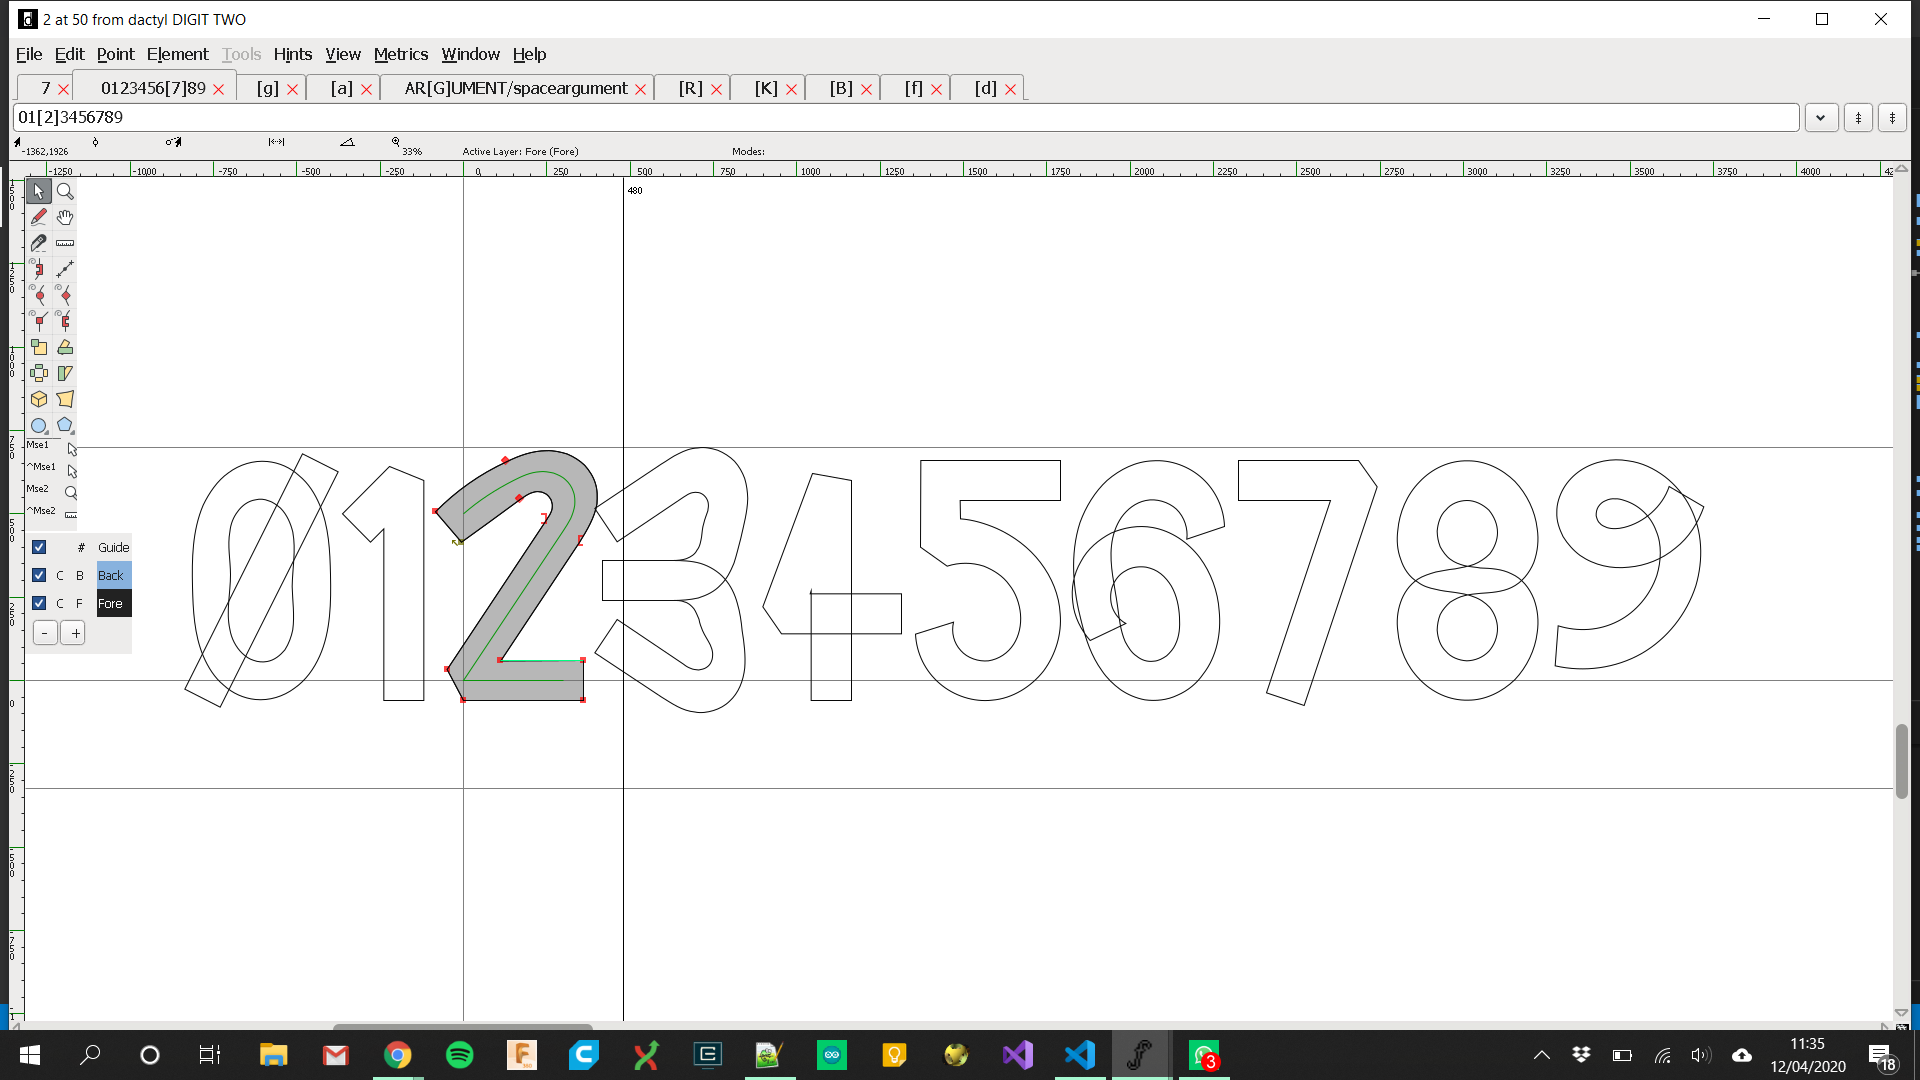 2 at 50 from dactyl DIGIT TWO
File Edit Point Element Tools Hints View Metrics Window Help
7 0123456[7]89 [g] [a] AR[G]UMENT/spaceargument [R] [K] [B] [f] [d]
01[2]3456789
-1362,1926 33% Active Layer: Fore (Fore) Modes:
-1250 -1000 -750 -500 -250 0 250 500 750 1000 1250 1500 1750 2000 2250 2500 2750 3000 3250 3500 3750 4000
480
Mse1
^Mse1
Mse2
^Mse2
# Guide
C B Back
C F Fore
- +
0123456789
11:35
12/04/2020
3
18